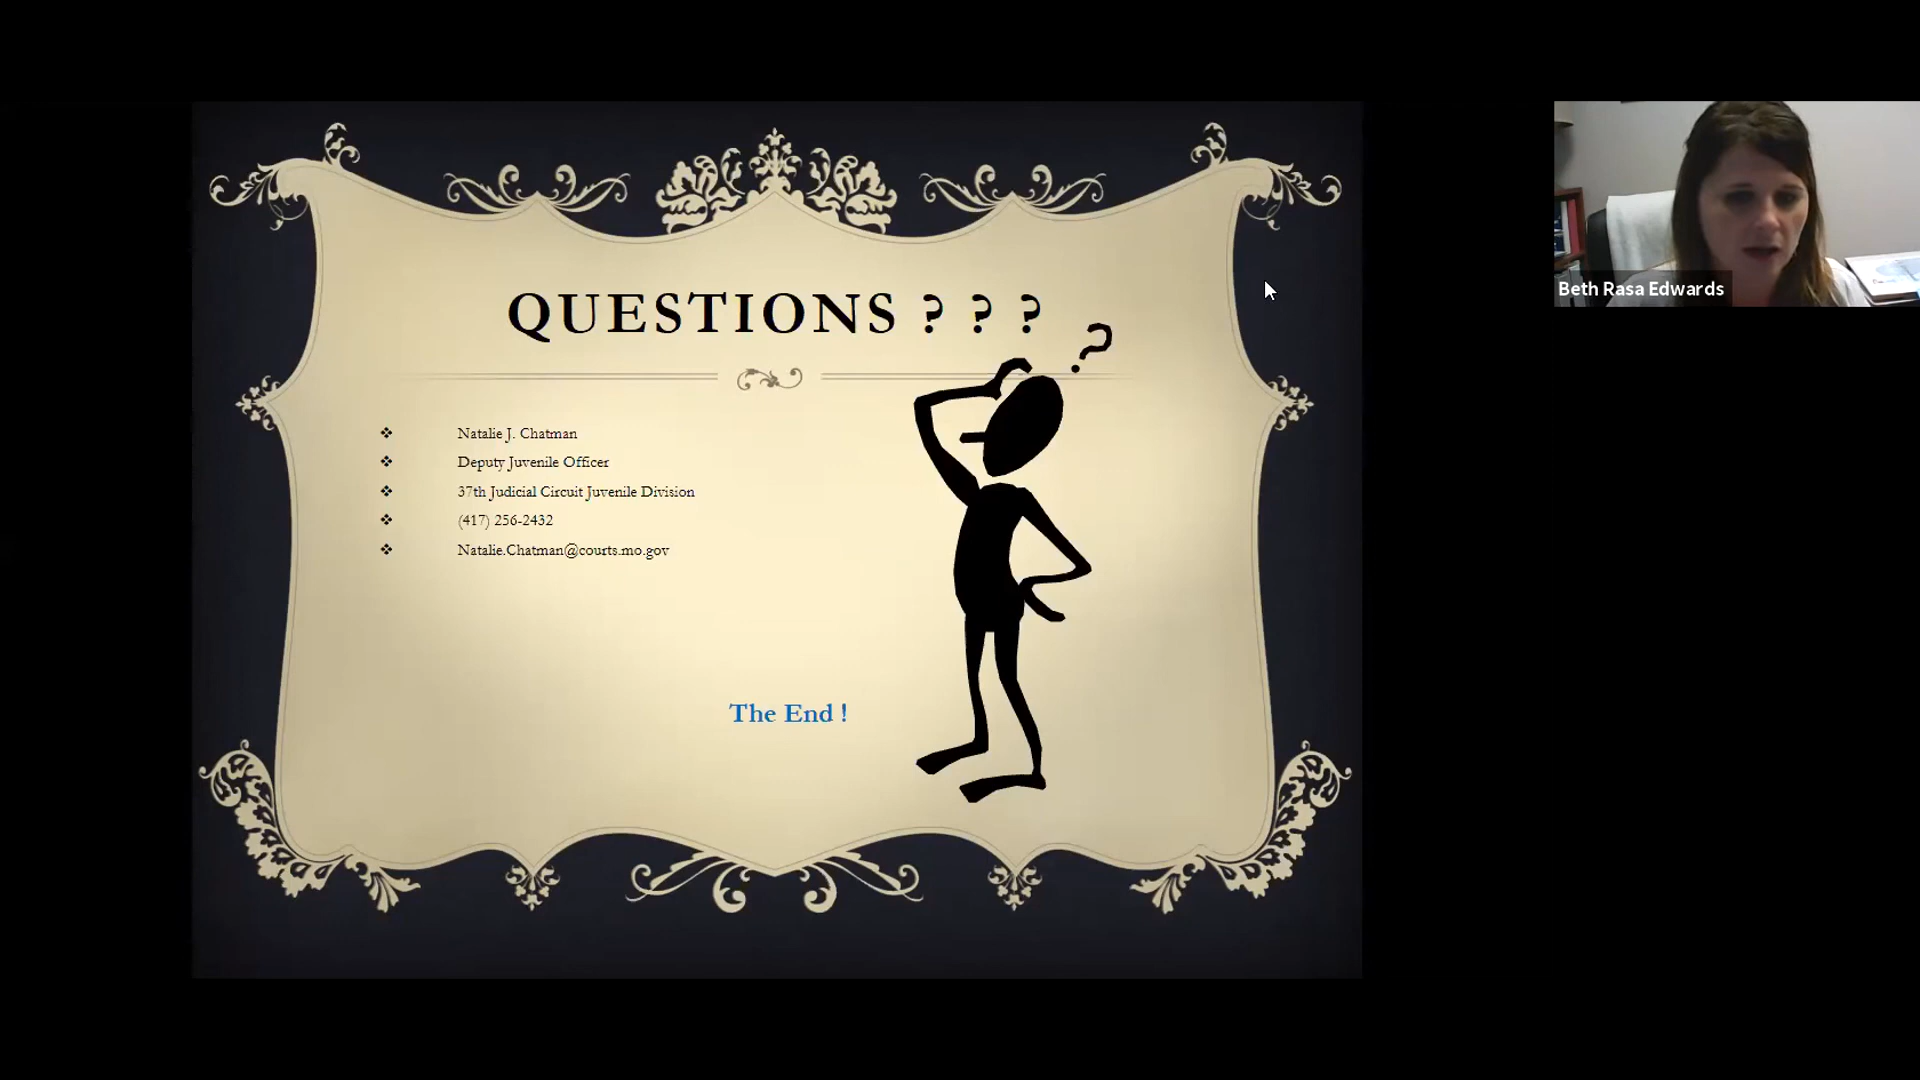 QUESTIONS ? ? ?
?
❖ Natalie J. Chatman
❖ Deputy Juvenile Officer
❖ 37th Judicial Circuit Juvenile Division
❖ (417) 256-2432
❖ Natalie.Chatman@courts.mo.gov
The End !
Beth Rasa Edwards